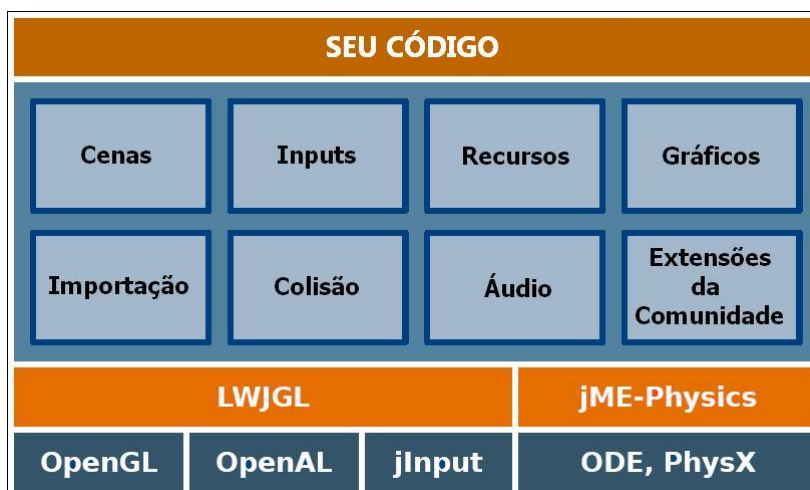 SEU CÓDIGO
Cenas
Inputs
Recursos
Gráficos
Importação
Colisão
Áudio
Extensões
da
Comunidade
LWJGL
jME-Physics
OpenGL
OpenAL
jInput
ODE, PhysX